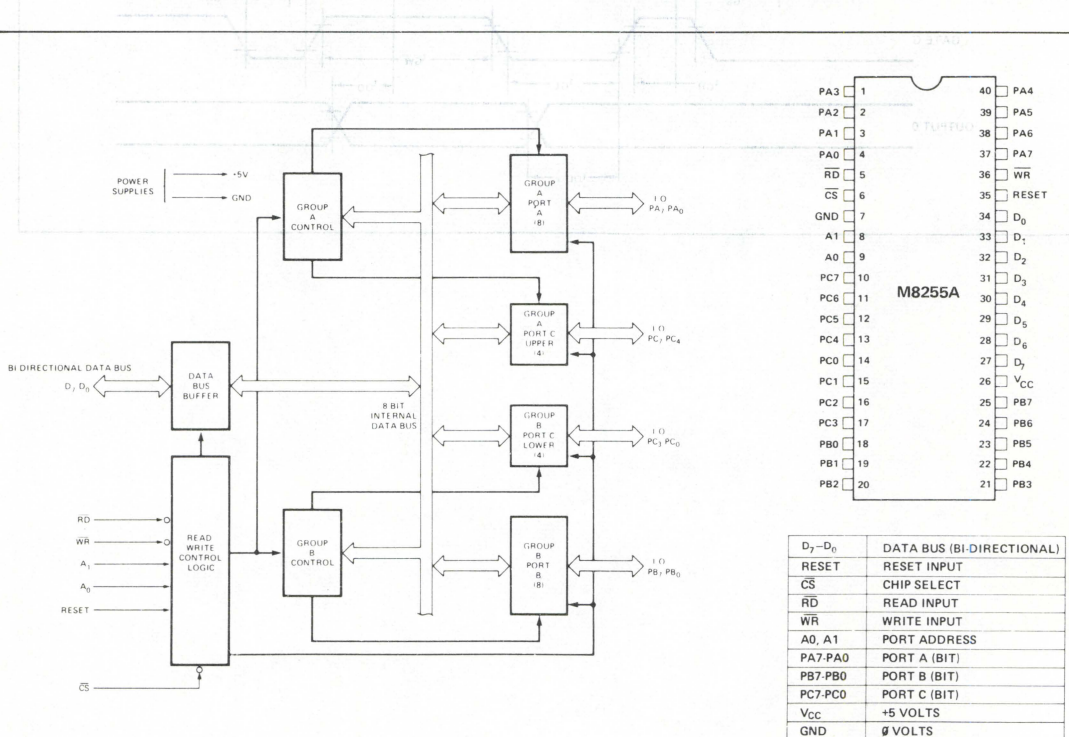 POWER
SUPPLIES
+5V
GND
GROUP
A
CONTROL
GROUP
A
PORT
A
(8)
I O
PA7 PA0
GROUP
A
PORT C
UPPER
(4)
I O
PC7 PC4
BI DIRECTIONAL DATA BUS
D7 D0
DATA
BUS
BUFFER
8 BIT
INTERNAL
DATA BUS
GROUP
B
PORT C
LOWER
(4)
I O
PC3 PC0
RD
WR
A1
A0
RESET
CS
READ
WRITE
CONTROL
LOGIC
GROUP
B
CONTROL
GROUP
B
PORT
B
(8)
I O
PB7 PB0
PA3 1 40 PA4
PA2 2 39 PA5
PA1 3 38 PA6
PA0 4 37 PA7
RD 5 36 WR
CS 6 35 RESET
GND 7 34 D0
A1 8 33 D1
A0 9 32 D2
PC7 10 31 D3
M8255A
PC6 11 30 D4
PC5 12 29 D5
PC4 13 28 D6
PC0 14 27 D7
PC1 15 26 VCC
PC2 16 25 PB7
PC3 17 24 PB6
PB0 18 23 PB5
PB1 19 22 PB4
PB2 20 21 PB3
D7–D0 DATA BUS (BI-DIRECTIONAL)
RESET RESET INPUT
CS CHIP SELECT
RD READ INPUT
WR WRITE INPUT
A0, A1 PORT ADDRESS
PA7-PA0 PORT A (BIT)
PB7-PB0 PORT B (BIT)
PC7-PC0 PORT C (BIT)
VCC +5 VOLTS
GND 0 VOLTS